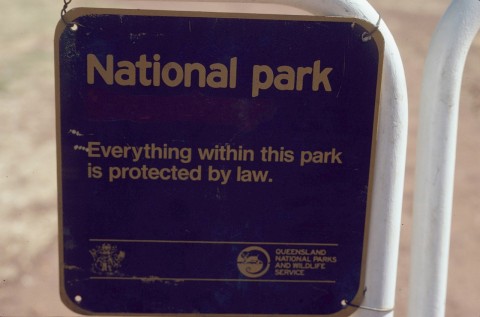 National park
Everything within this park
is protected by law.
QUEENSLAND
NATIONAL PARKS
AND WILDLIFE
SERVICE